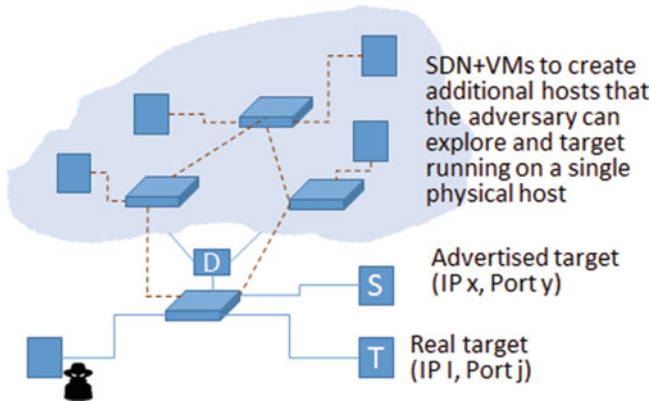 SDN+VMs to create
additional hosts that
the adversary can
explore and target
running on a single
physical host
D
S
Advertised target
(IP x, Port y)
T
Real target
(IP I, Port j)